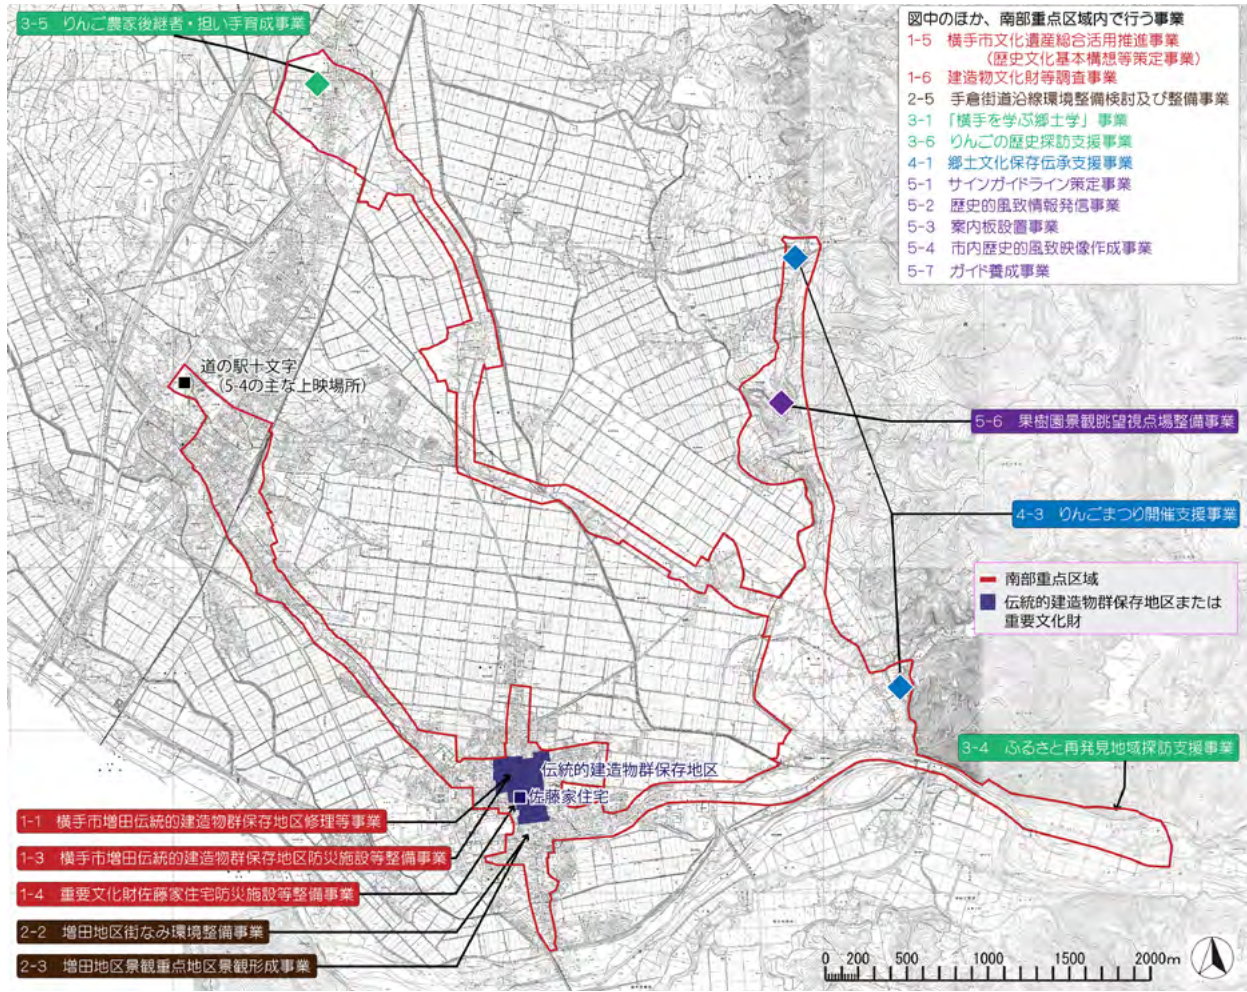 3-5 りんご農家後継者・担い手育成事業
図中のほか、南部重点区域内で行う事業
1-5 横手市文化遺産総合活用推進事業
（歴史文化基本構想等策定事業）
1-6 建造物文化財等調査事業
2-5 手倉街道沿線環境整備検討及び整備事業
3-1 「横手を学ぶ郷土学」事業
3-6 りんごの歴史探訪支援事業
4-1 郷土文化保存伝承支援事業
5-1 サインガイドライン策定事業
5-2 歴史的風致情報発信事業
5-3 案内板設置事業
5-4 市内歴史的風致映像作成事業
5-7 ガイド養成事業
道の駅十文字
（5-4の主な上映場所）
5-6 果樹園景観眺望視点場整備事業
4-3 りんごまつり開催支援事業
南部重点区域
伝統的建造物群保存地区または
重要文化財
3-4 ふるさと再発見地域探訪支援事業
伝統的建造物群保存地区
佐藤家住宅
1-1 横手市増田伝統的建造物群保存地区修理等事業
1-3 横手市増田伝統的建造物群保存地区防災施設等整備事業
1-4 重要文化財佐藤家住宅防災施設等整備事業
2-2 増田地区街なみ環境整備事業
2-3 増田地区景観重点地区景観形成事業
0 200 500 1000 1500 2000m